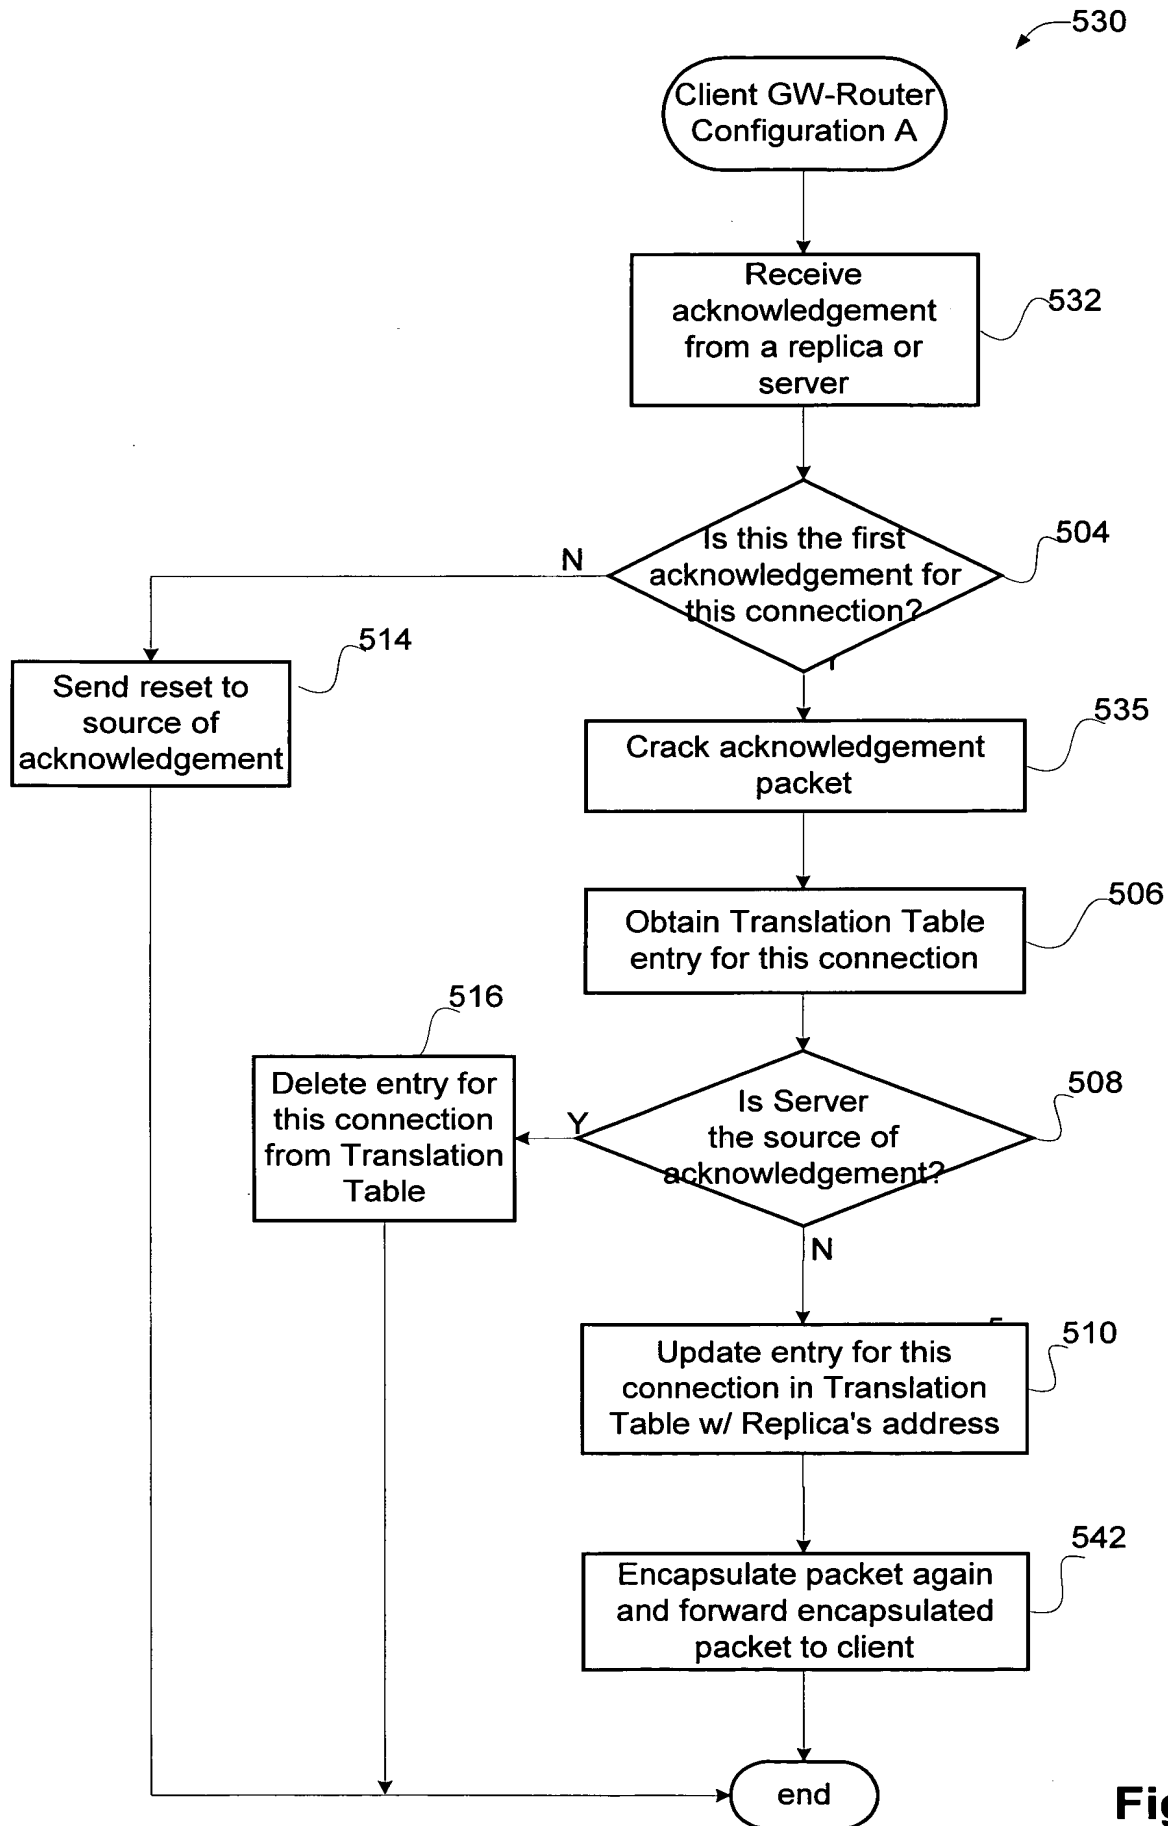 530
Client GW-Router
Configuration A
Receive
acknowledgement
from a replica or
server
532
Is this the first
acknowledgement for
this connection?
504
N
514
Send reset to
source of
acknowledgement
Crack acknowledgement
packet
535
Obtain Translation Table
entry for this connection
506
516
Delete entry for
this connection
from Translation
Table
Y
Is Server
the source of
acknowledgement?
508
N
Update entry for this
connection in Translation
Table w/ Replica's address
510
Encapsulate packet again
and forward encapsulated
packet to client
542
end